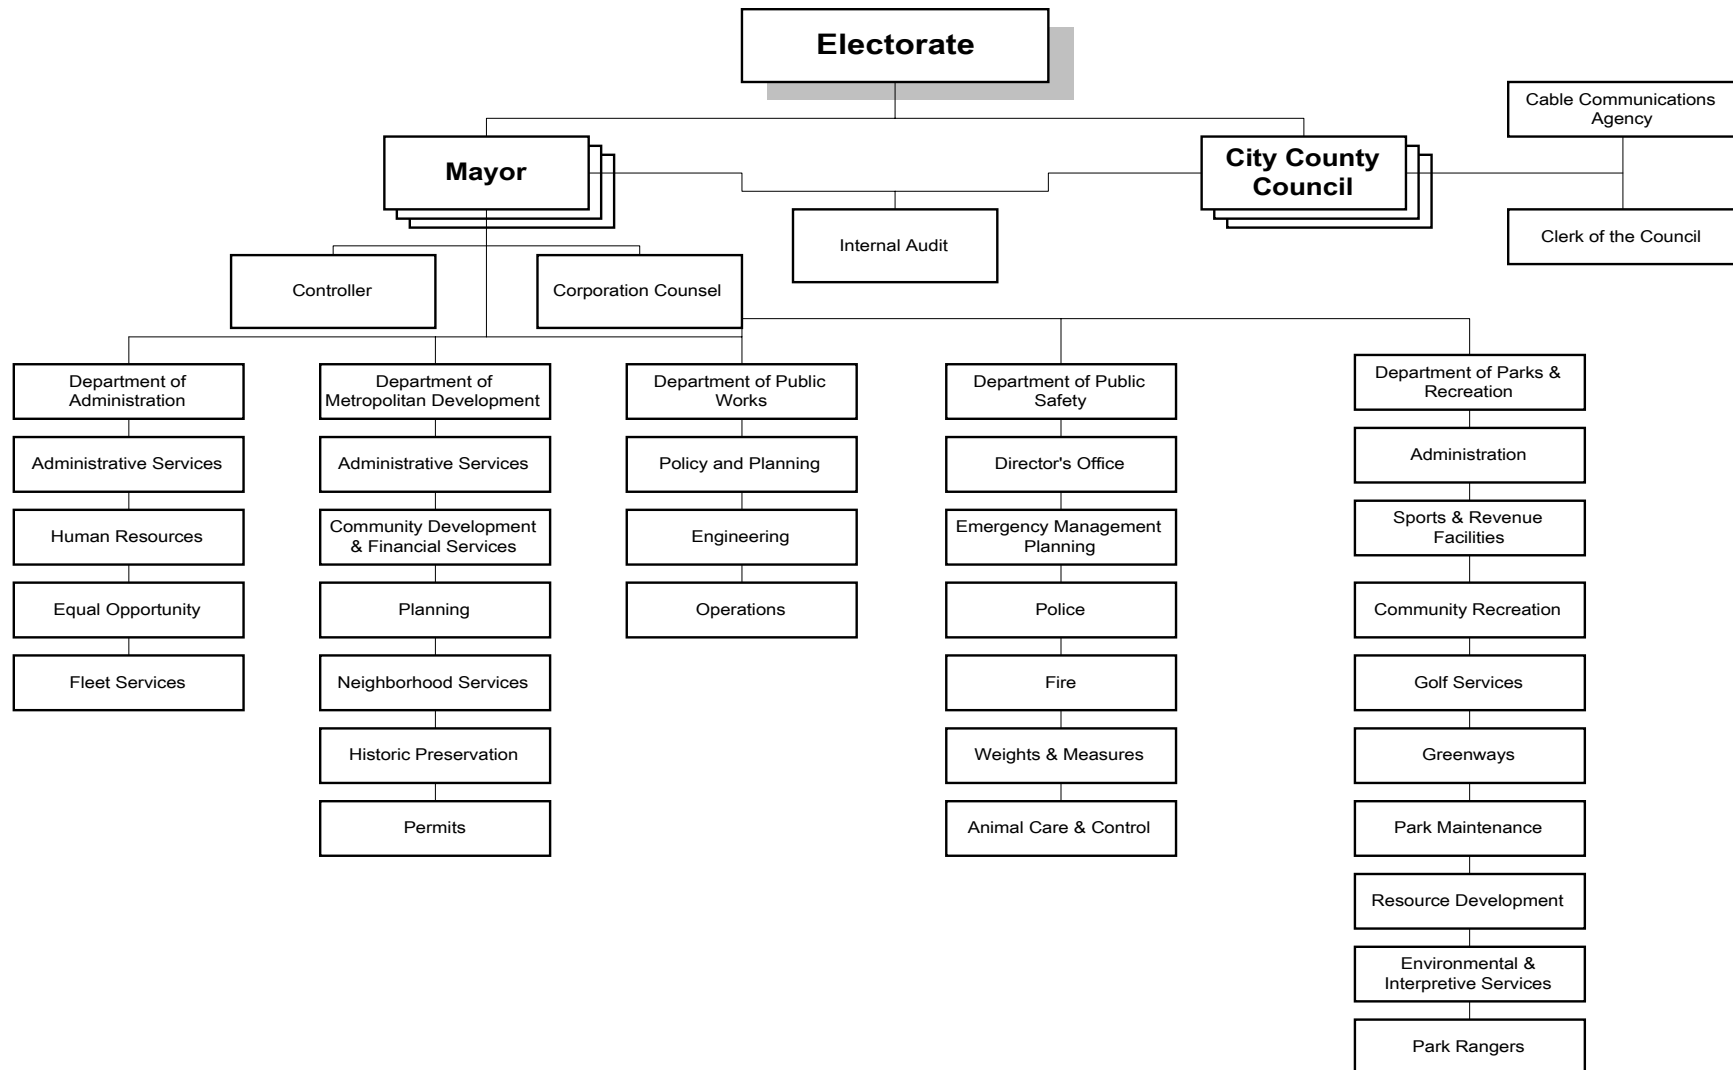 Electorate
Cable Communications
Agency
Mayor
City County
Council
Internal Audit
Clerk of the Council
Controller
Corporation Counsel
Department of
Administration
Administrative Services
Human Resources
Equal Opportunity
Fleet Services
Department of
Metropolitan Development
Administrative Services
Community Development
& Financial Services
Planning
Neighborhood Services
Historic Preservation
Permits
Department of Public
Works
Policy and Planning
Engineering
Operations
Department of Public
Safety
Director's Office
Emergency Management
Planning
Police
Fire
Weights & Measures
Animal Care & Control
Department of Parks &
Recreation
Administration
Sports & Revenue
Facilities
Community Recreation
Golf Services
Greenways
Park Maintenance
Resource Development
Environmental &
Interpretive Services
Park Rangers